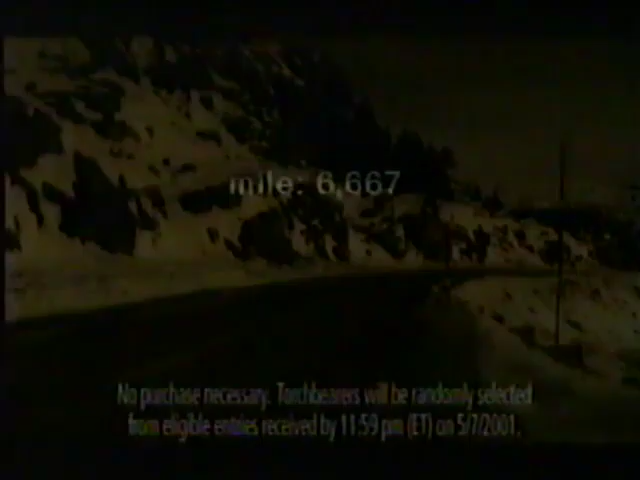 mile: 6,667
No purchase necessary. Torchbearers will be randomly selected
from eligible entries received by 11:59 pm (ET) on 5/7/2001.